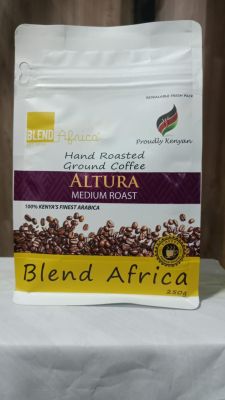 RESEALABLE FRESH PACK
BLEND Africa
Proudly Kenyan
Hand Roasted
Ground Coffee
ALTURA
MEDIUM ROAST
100% KENYA'S FINEST ARABICA
Blend Africa
250g